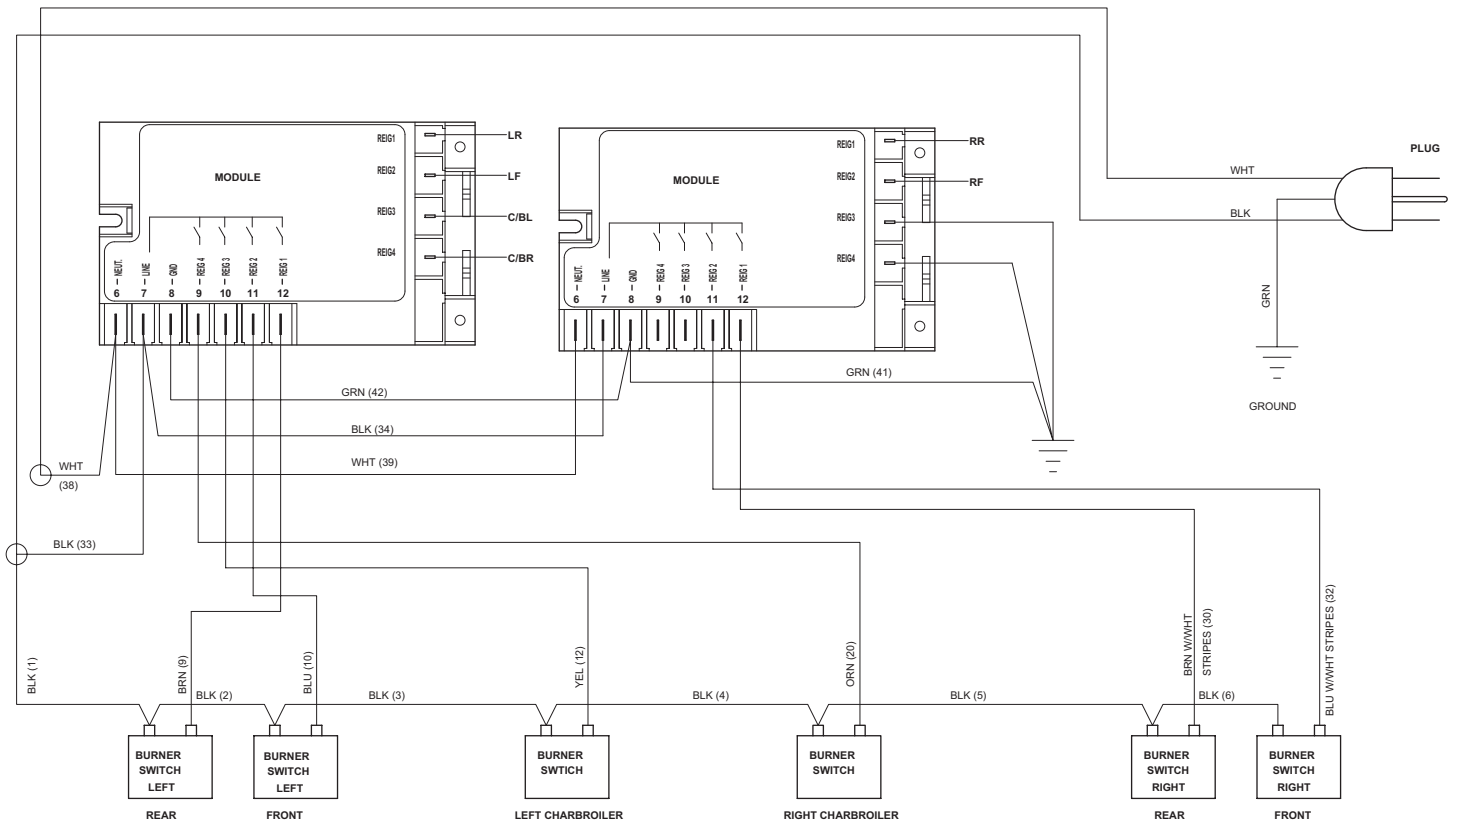 PLUG
WHT
BLK
GRN
GROUND
MODULE
REIG1
REIG2
REIG3
REIG4
LR
LF
C/BL
C/BR
NEUT.
LINE
GND
REIG 4
REIG 3
REIG 2
REIG 1
6 7 8 9 10 11 12
MODULE
REIG1
REIG2
REIG3
REIG4
RR
RF
NEUT.
LINE
GND
REIG 4
REIG 3
REIG 2
REIG 1
6 7 8 9 10 11 12
GRN (42)
GRN (41)
BLK (34)
WHT (39)
WHT
(38)
BLK (33)
BLK (1)
BRN (9)
BLK (2)
BLU (10)
BLK (3)
YEL (12)
BLK (4)
ORN (20)
BLK (5)
BRN W/WHT
STRIPES (30)
BLK (6)
BLU W/WHT STRIPES (32)
BURNER
SWITCH
LEFT
REAR
BURNER
SWITCH
LEFT
FRONT
BURNER
SWTICH
LEFT CHARBROILER
BURNER
SWITCH
RIGHT CHARBROILER
BURNER
SWITCH
RIGHT
REAR
BURNER
SWITCH
RIGHT
FRONT